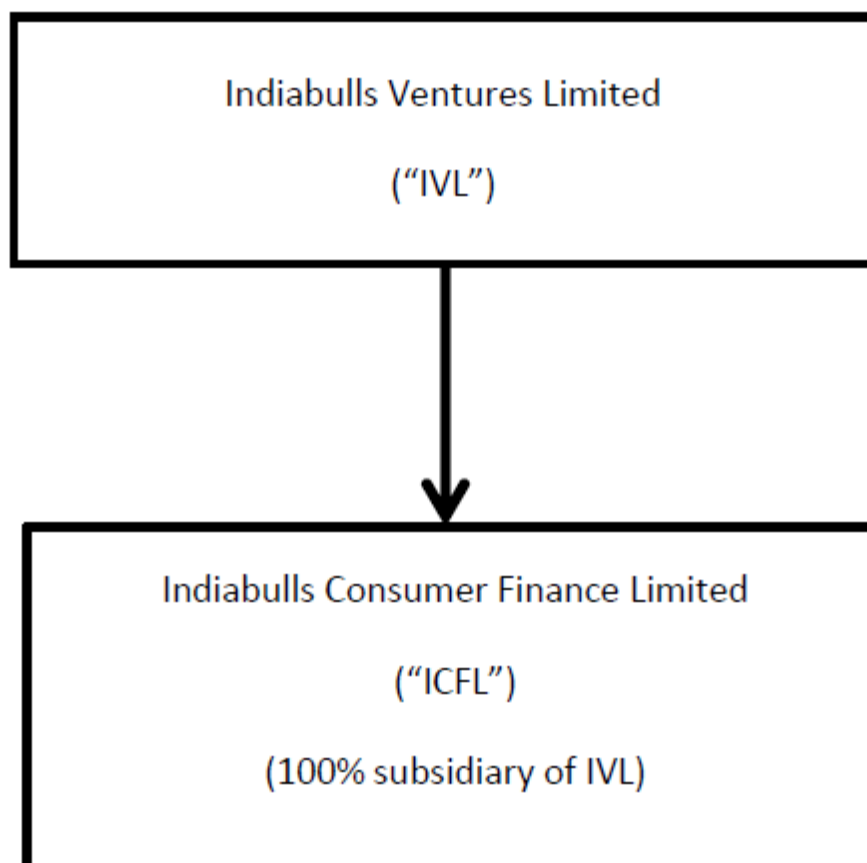 Indiabulls Ventures Limited
(“IVL”)
Indiabulls Consumer Finance Limited
(“ICFL”)
(100% subsidiary of IVL)